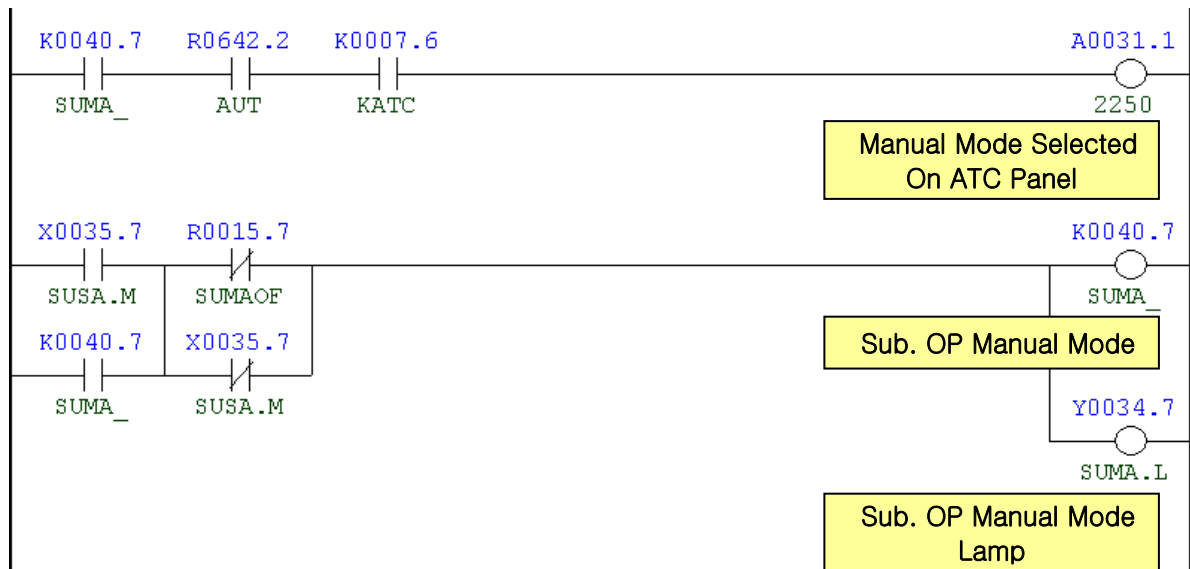 K0040.7 R0642.2 K0007.6 A0031.1
SUMA_ AUT KATC 2250
Manual Mode Selected
On ATC Panel
X0035.7 R0015.7 K0040.7
SUSA.M SUMAOF SUMA_
K0040.7 X0035.7
Sub. OP Manual Mode
SUMA_ SUSA.M Y0034.7
SUMA.L
Sub. OP Manual Mode
Lamp